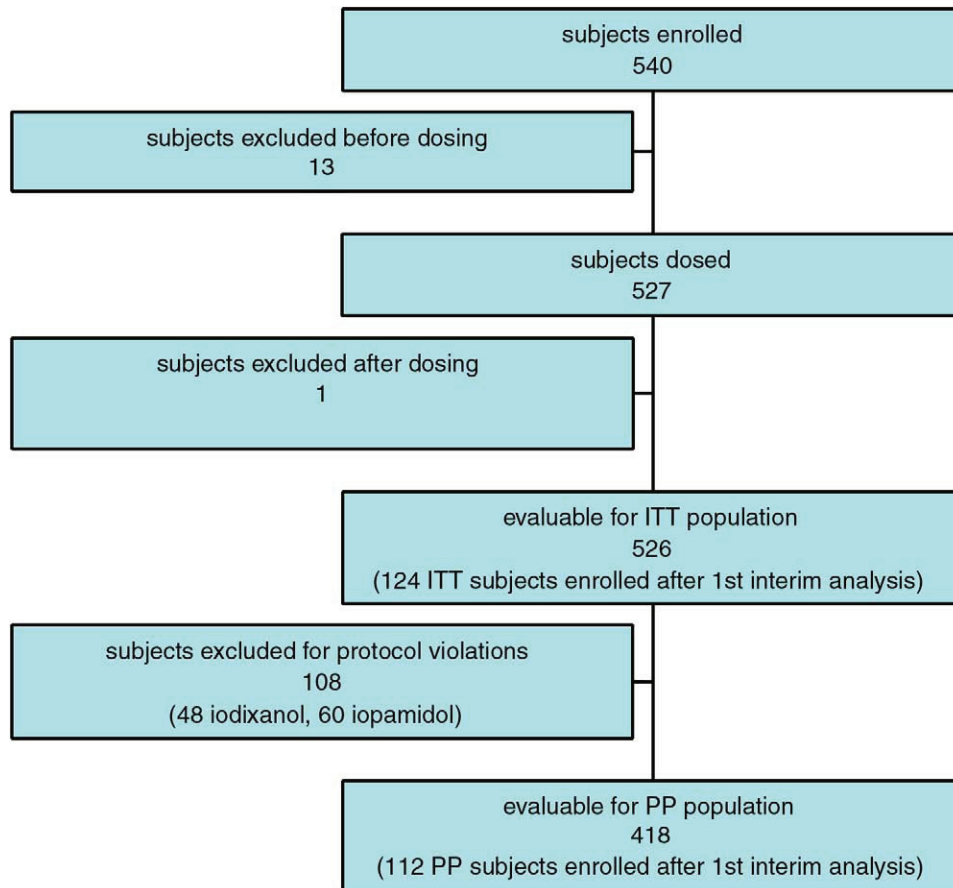 subjects enrolled
540
subjects excluded before dosing
13
subjects dosed
527
subjects excluded after dosing
1
evaluable for ITT population
526
(124 ITT subjects enrolled after 1st interim analysis)
subjects excluded for protocol violations
108
(48 iodixanol, 60 iopamidol)
evaluable for PP population
418
(112 PP subjects enrolled after 1st interim analysis)